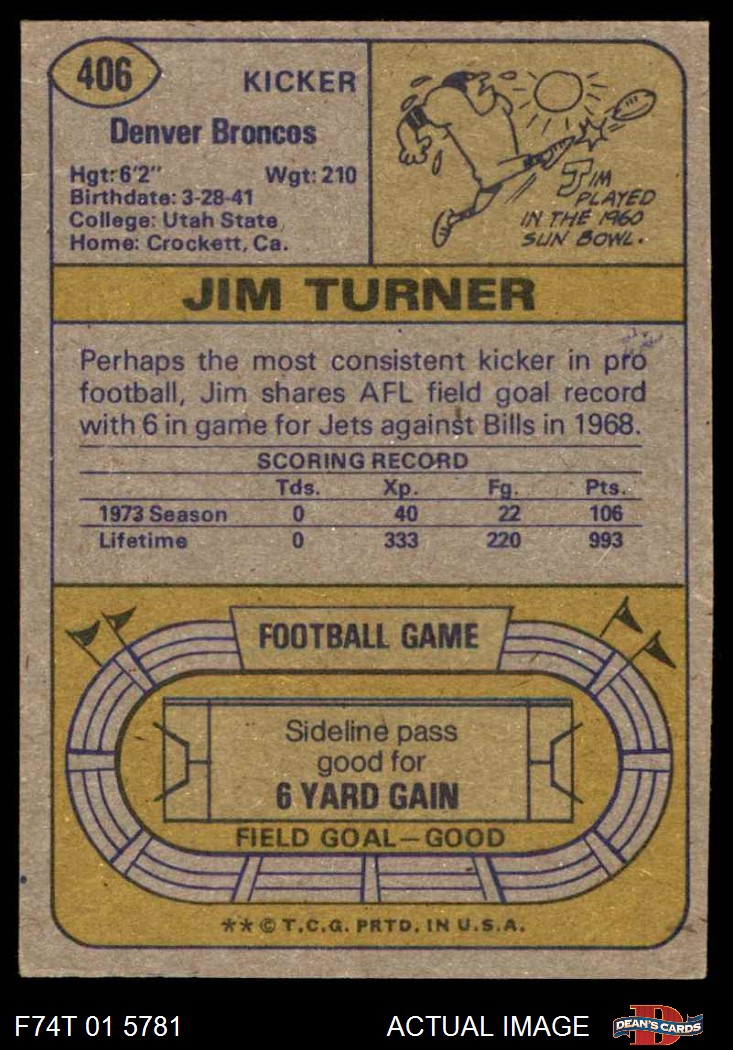 406
KICKER
Denver Broncos
Hgt: 6'2" Wgt: 210
Birthdate: 3-28-41
College: Utah State
Home: Crockett, Ca.
JIM
PLAYED
IN THE 1960
SUN BOWL.
JIM TURNER
Perhaps the most consistent kicker in pro
football, Jim shares AFL field goal record
with 6 in game for Jets against Bills in 1968.
SCORING RECORD
Tds. Xp. Fg. Pts.
1973 Season 0 40 22 106
Lifetime 0 333 220 993
FOOTBALL GAME
Sideline pass
good for
6 YARD GAIN
FIELD GOAL—GOOD
** © T.C.G. PRTD. IN U.S.A.
F74T 01 5781 ACTUAL IMAGE DEAN'S CARDS